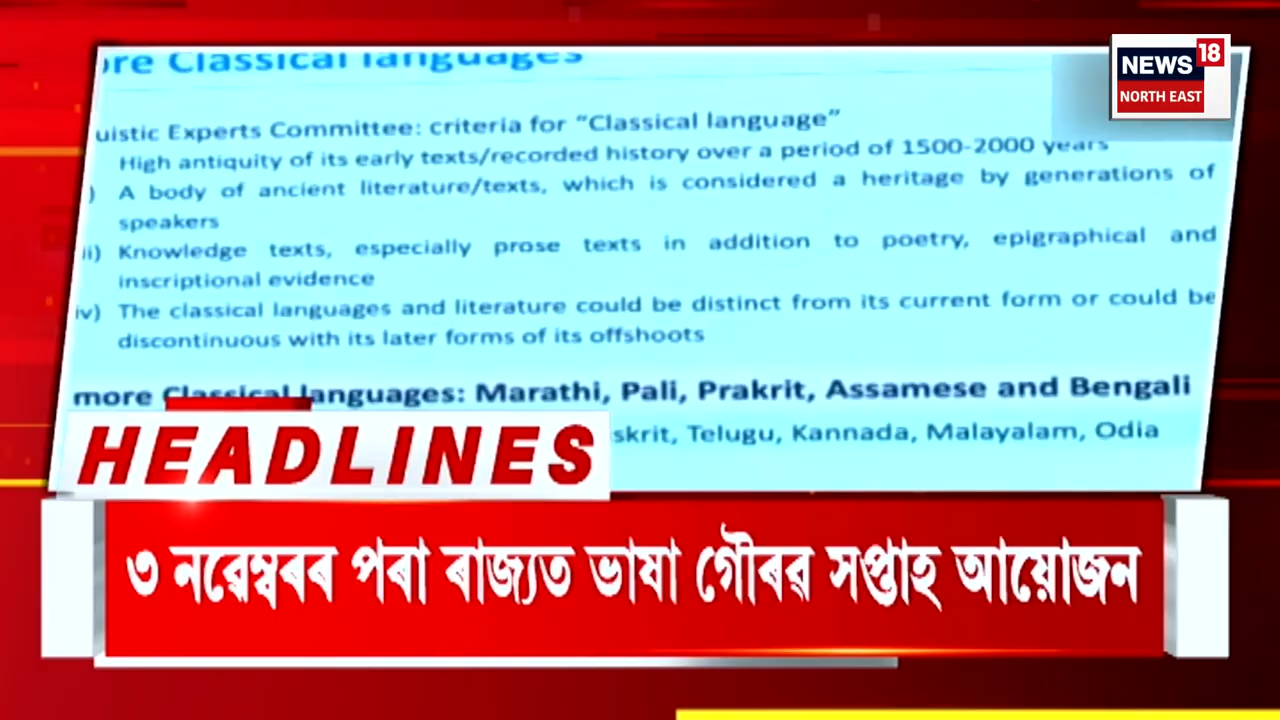 ore Classical languages
NEWS 18
NORTH EAST
uistic Experts Committee: criteria for “Classical language”
High antiquity of its early texts/recorded history over a period of 1500-2000 years
) A body of ancient literature/texts, which is considered a heritage by generations of
speakers
ii) Knowledge texts, especially prose texts in addition to poetry, epigraphical and
inscriptional evidence
iv) The classical languages and literature could be distinct from its current form or could be
discontinuous with its later forms of its offshoots
more Classical languages: Marathi, Pali, Prakrit, Assamese and Bengali
skrit, Telugu, Kannada, Malayalam, Odia
HEADLINES
৩ নৱেম্বৰৰ পৰা ৰাজ্যত ভাষা গৌৰৱ সপ্তাহ আয়োজন